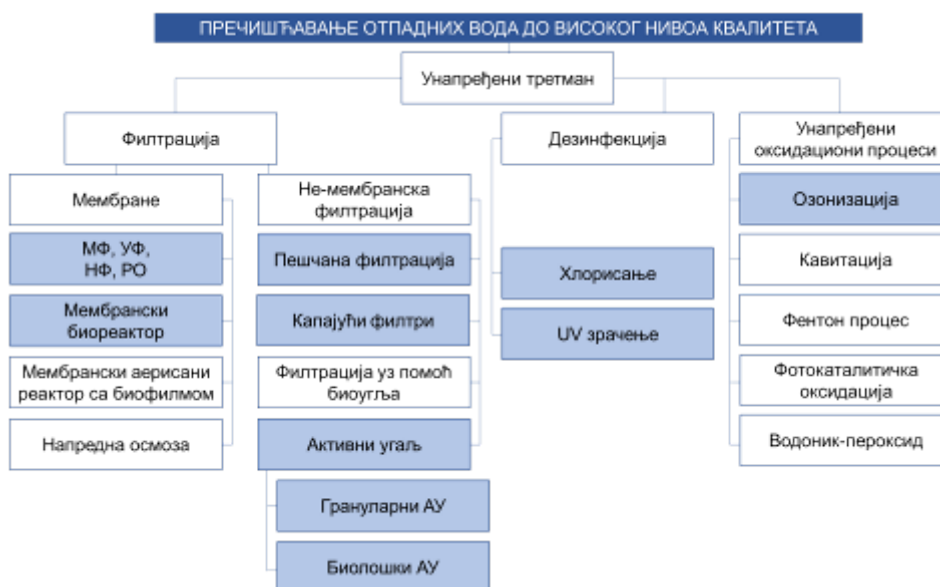 ПРЕЧИШЋАВАЊЕ ОТПАДНИХ ВОДА ДО ВИСОКОГ НИВОА КВАЛИТЕТА
Унапређени третман
Филтрација
Мембране
МФ, УФ,
НФ, РО
Мембрански
биореактор
Мембрански аерисани
реактор са биофилмом
Напредна осмоза
Не-мембранска
филтрација
Пешчана филтрација
Капајући филтри
Филтрација уз помоћ
биоугља
Активни угаљ
Грануларни АУ
Биолошки АУ
Дезинфекција
Хлорисање
UV зрачење
Унапређени
оксидациони процеси
Озонизација
Кавитација
Фентон процес
Фотокаталитичка
оксидација
Водоник-пероксид